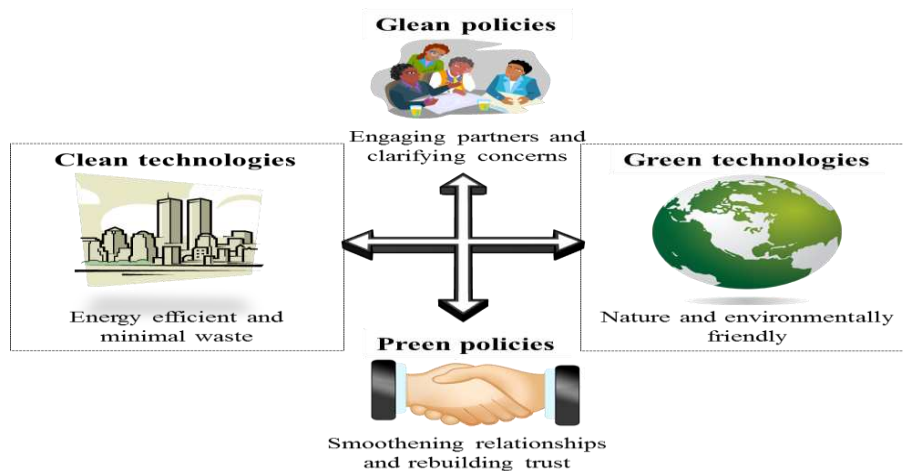 Glean policies
Engaging partners and
clarifying concerns
Clean technologies
Energy efficient and
minimal waste
Green technologies
Nature and environmentally
friendly
Preen policies
Smoothening relationships
and rebuilding trust